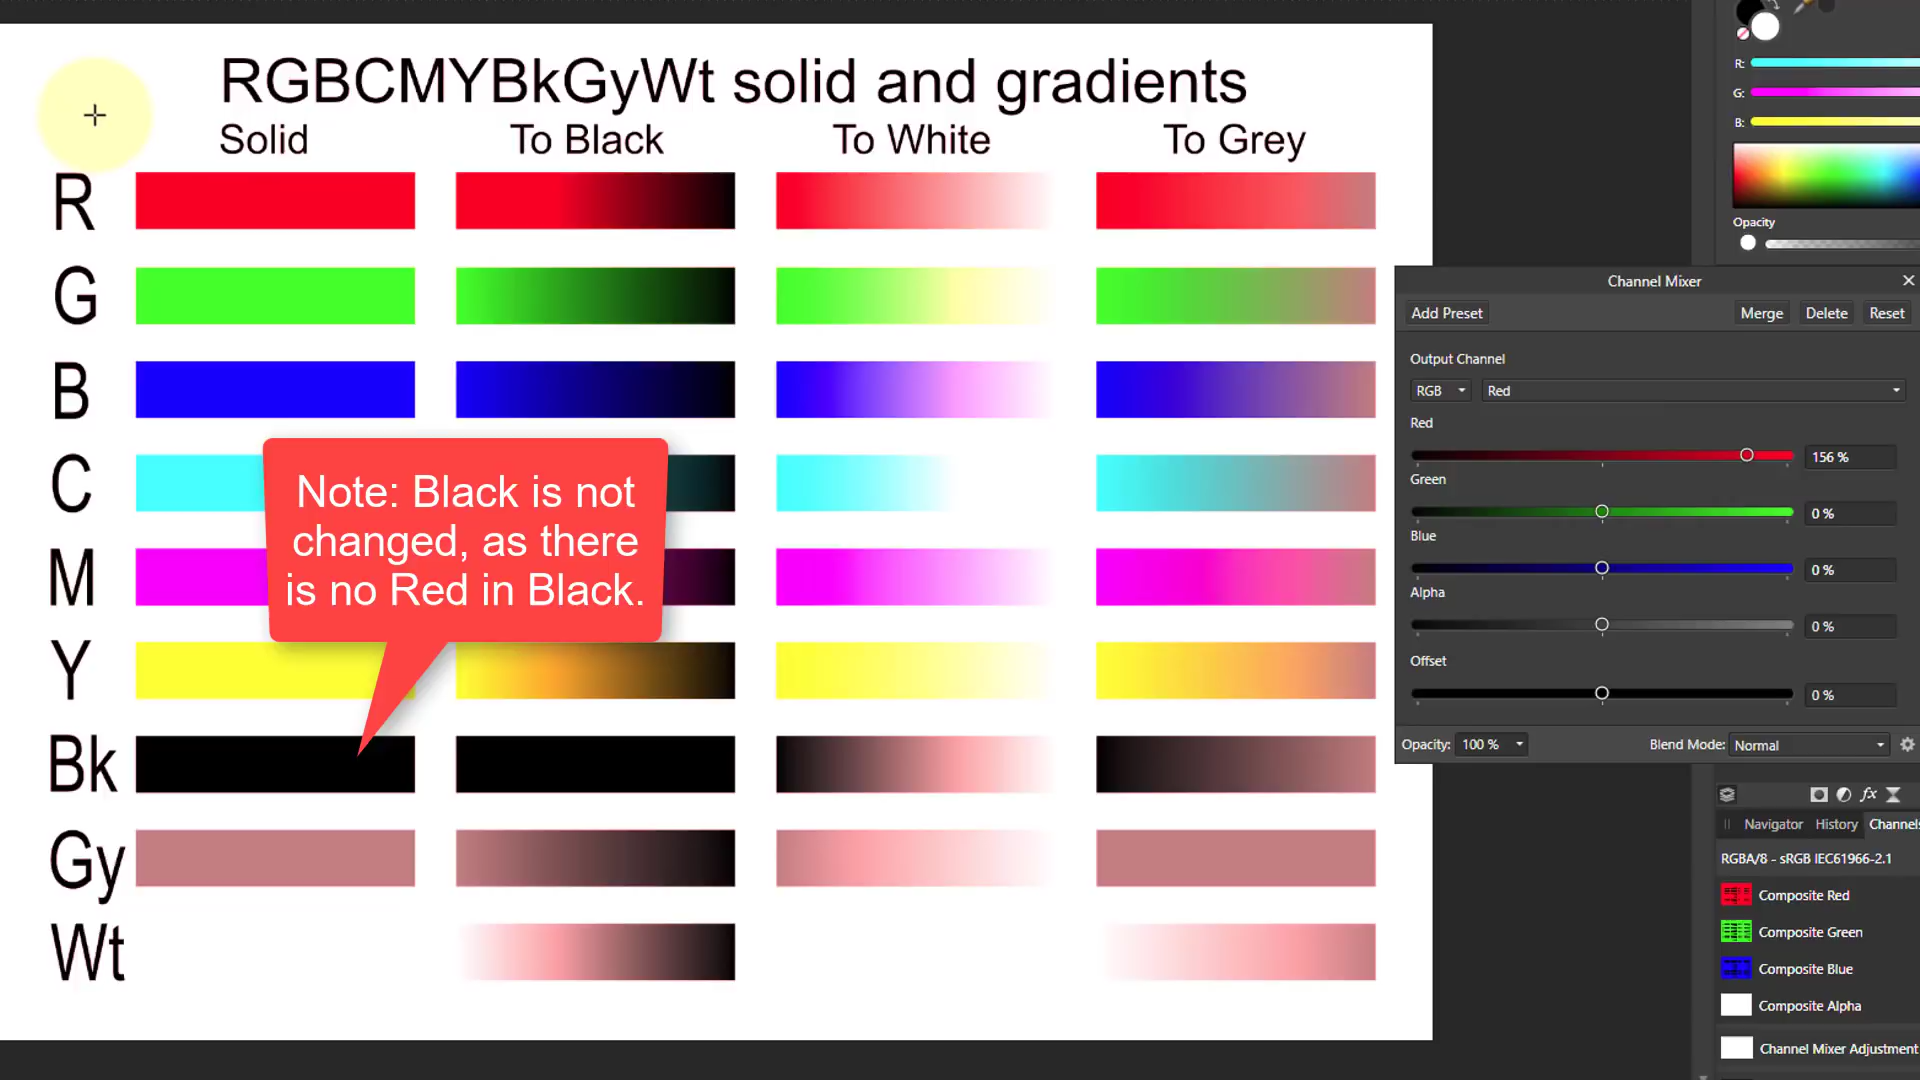 RGBCMYBkGyWt solid and gradients
Solid To Black To White To Grey
R
G
B
C
M
Y
Bk
Gy
Wt
Note: Black is not
changed, as there
is no Red in Black.
R:
G:
B:
Opacity
Channel Mixer
Add Preset Merge Delete Reset
Output Channel
RGB Red
Red
156 %
Green
0 %
Blue
0 %
Alpha
0 %
Offset
0 %
Opacity: 100 % Blend Mode: Normal
fx
Navigator History Channels
RGBA/8 - sRGB IEC61966-2.1
Composite Red
Composite Green
Composite Blue
Composite Alpha
Channel Mixer Adjustment